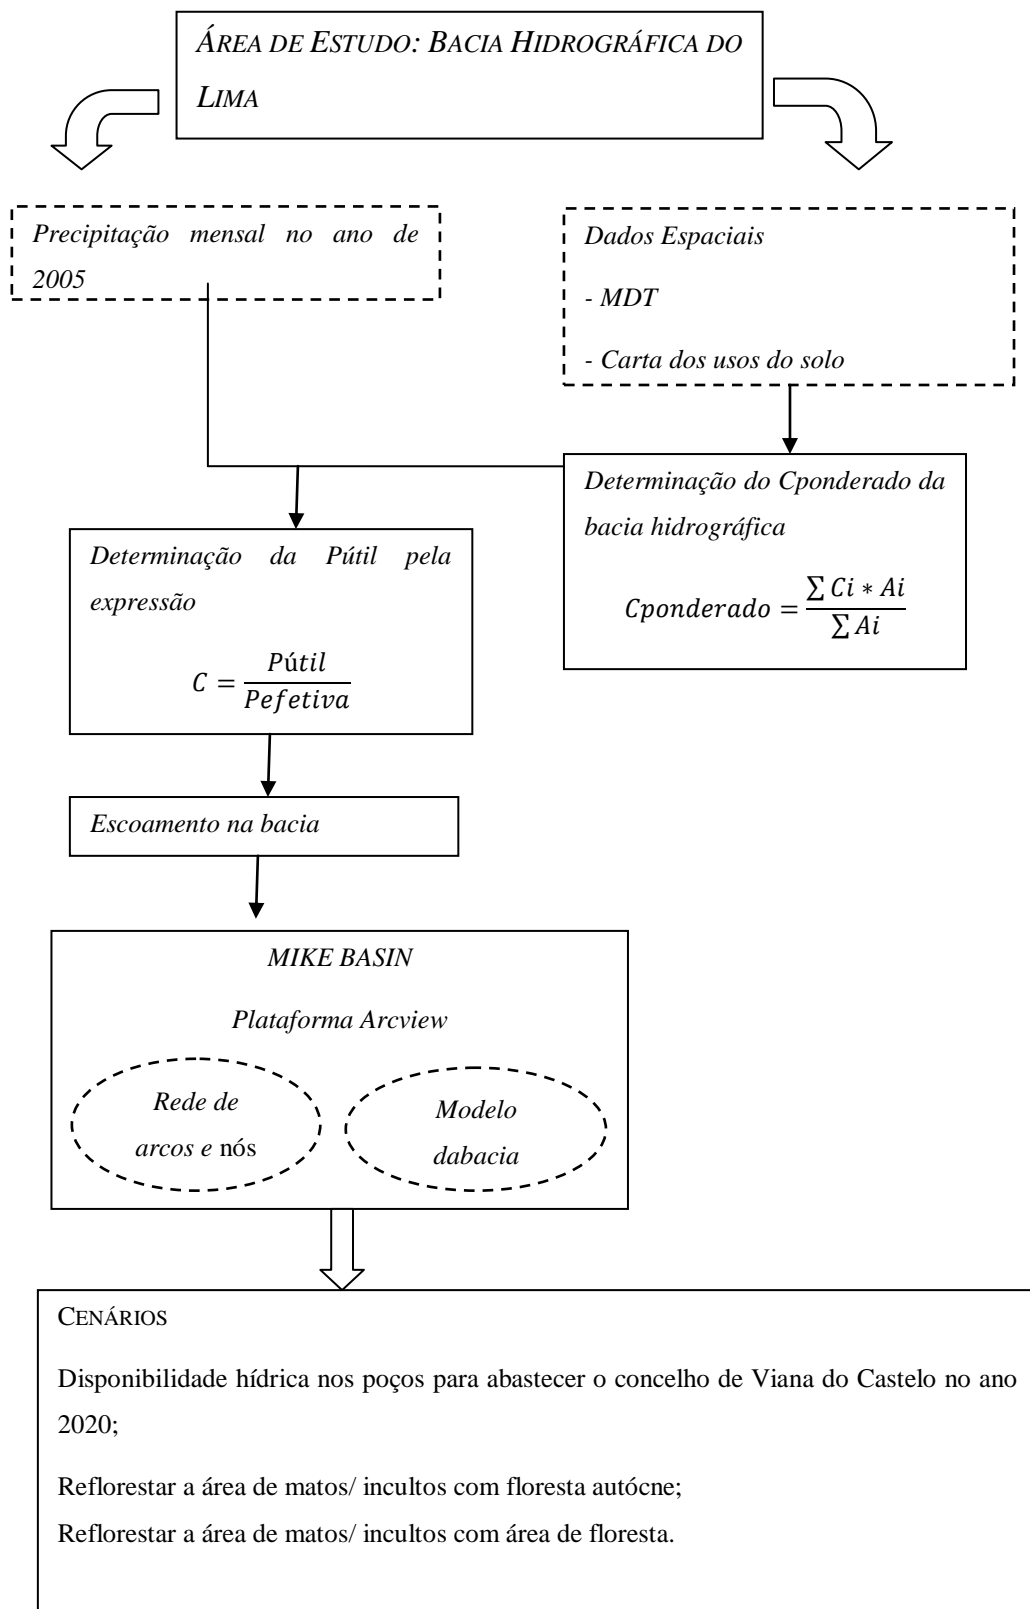 ÁREA DE ESTUDO: BACIA HIDROGRÁFICA DO
LIMA
Precipitação mensal no ano de
2005
Dados Espaciais
- MDT
- Carta dos usos do solo
Determinação do Cponderado da
bacia hidrográfica
Cponderado = ∑ Ci * Ai / ∑ Ai
Determinação da Pútil pela
expressão
C = Pútil / Pefetiva
Escoamento na bacia
MIKE BASIN
Plataforma Arcview
Rede de
arcos e nós
Modelo
dabacia
CENÁRIOS
Disponibilidade hídrica nos poços para abastecer o concelho de Viana do Castelo no ano
2020;
Reflorestar a área de matos/ incultos com floresta autócne;
Reflorestar a área de matos/ incultos com área de floresta.